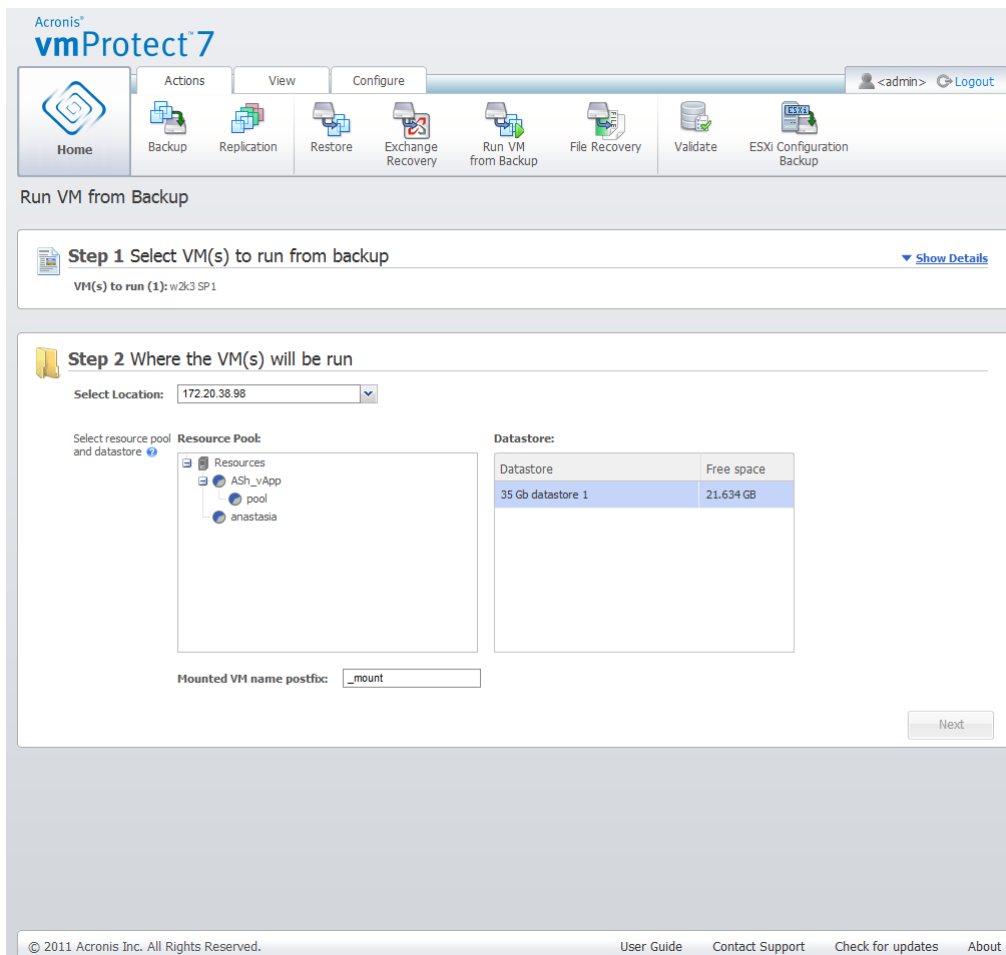 Acronis®
vmProtect™ 7
Actions
View
Configure
<admin>
Logout
Home
Backup
Replication
Restore
Exchange
Recovery
Run VM
from Backup
File Recovery
Validate
ESXi
ESXi Configuration
Backup
Run VM from Backup
Step 1 Select VM(s) to run from backup
Show Details
VM(s) to run (1): w2k3 SP1
Step 2 Where the VM(s) will be run
Select Location: 172.20.38.98
Select resource pool
and datastore ?
Resource Pool:
Resources
ASh_vApp
pool
anastasia
Datastore:
Datastore Free space
35 Gb datastore 1 21.634 GB
Mounted VM name postfix: _mount
Next
© 2011 Acronis Inc. All Rights Reserved.
User Guide Contact Support Check for updates About